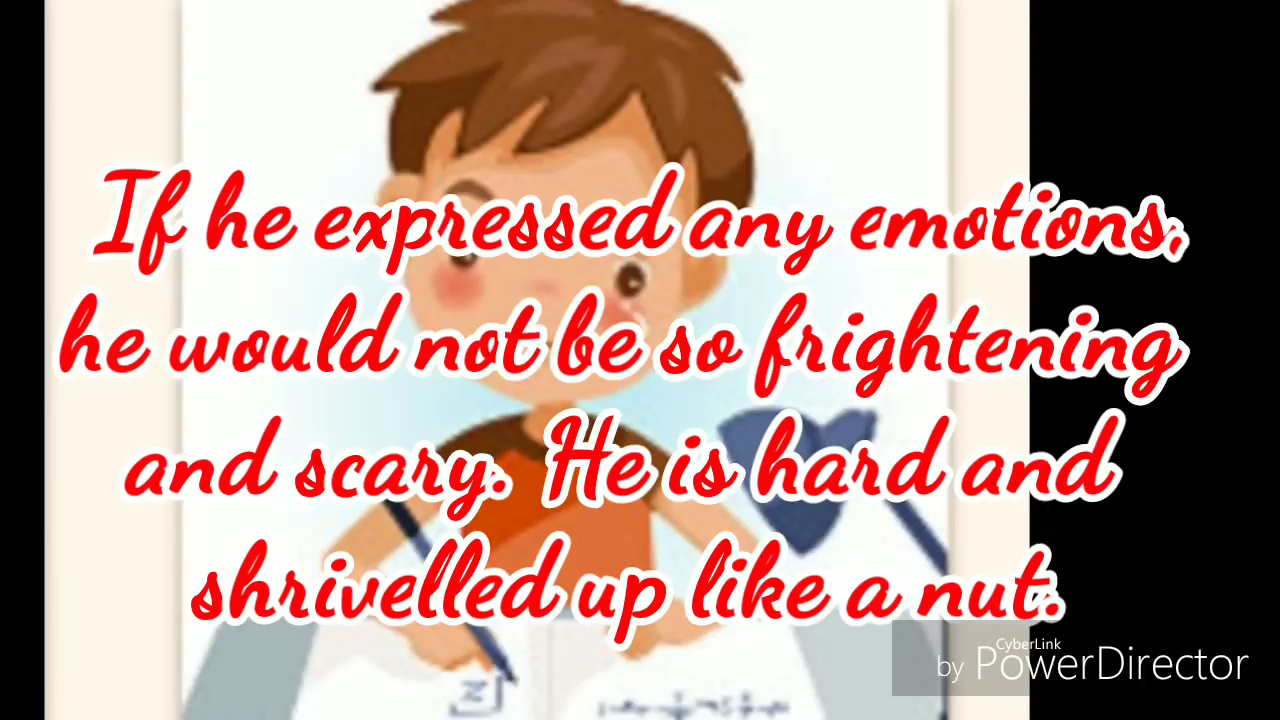 If he expressed any emotions,
he would not be so frightening
and scary. He is hard and
shrivelled up like a nut.
CyberLink
by PowerDirector